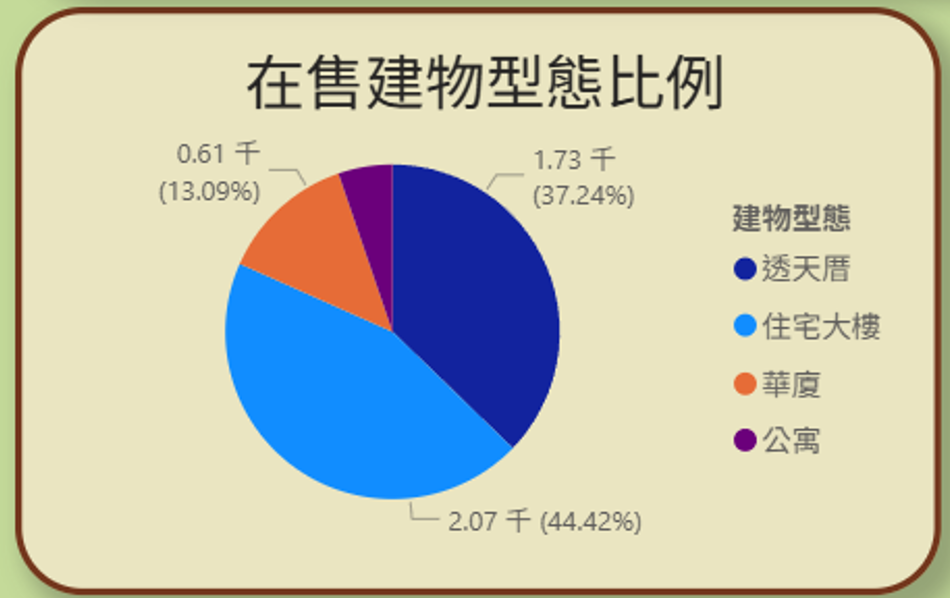 在售建物型態比例
0.61 千
(13.09%)
1.73 千
(37.24%)
2.07 千 (44.42%)
建物型態
透天厝
住宅大樓
華廈
公寓